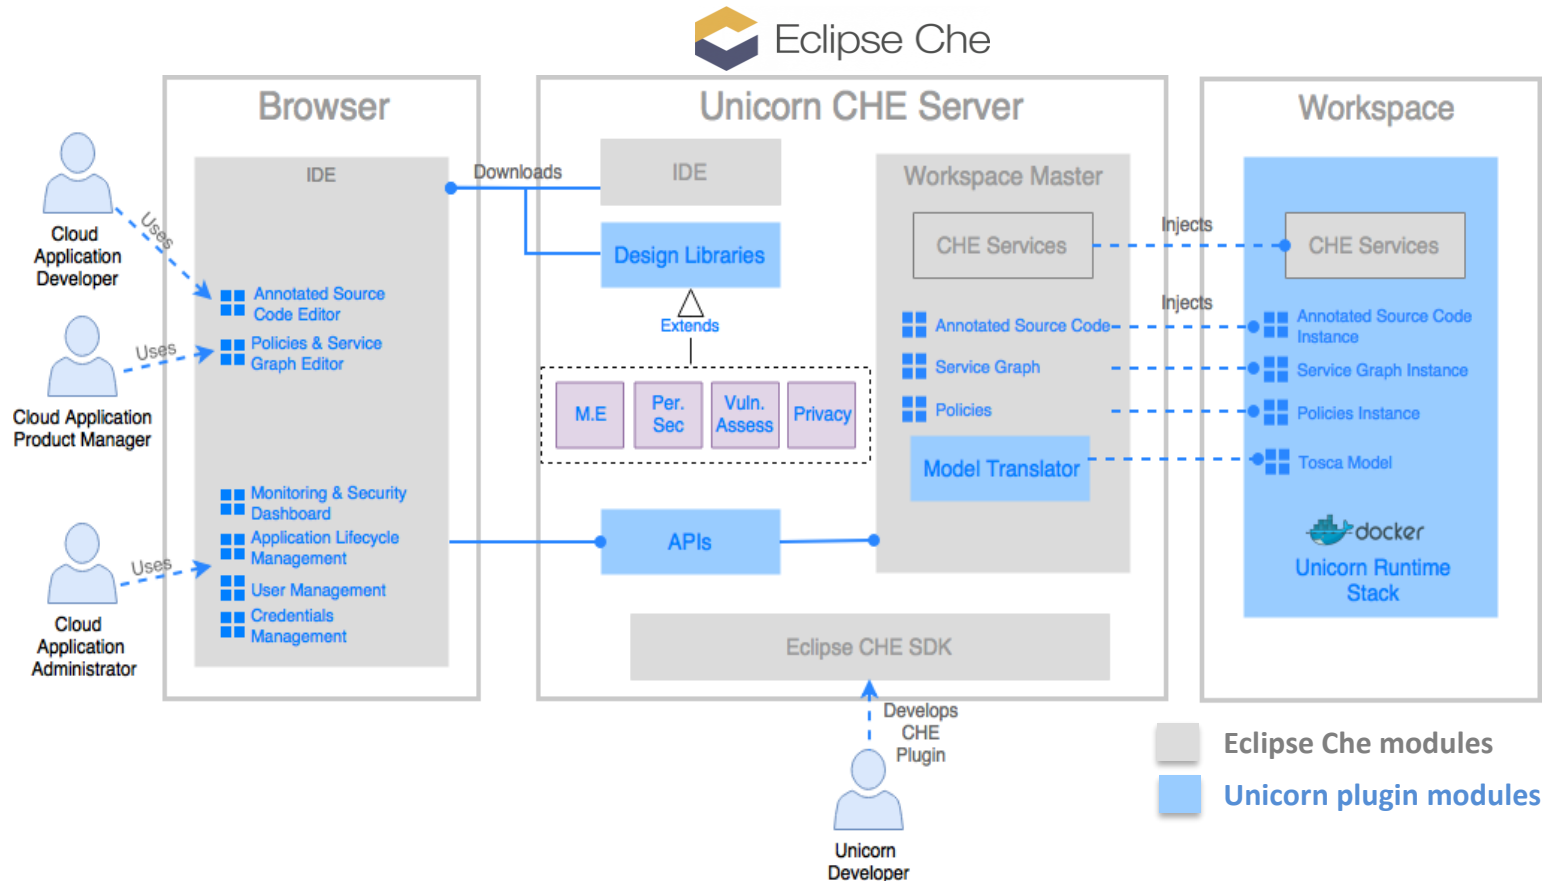 Eclipse Che
Browser
IDE
Cloud
Application
Developer
Uses
Annotated Source
Code Editor
Policies & Service
Graph Editor
Uses
Cloud Application
Product Manager
Monitoring & Security
Dashboard
Application Lifecycle
Management
User Management
Credentials
Management
Uses
Cloud
Application
Administrator
Downloads
Unicorn CHE Server
IDE
Design Libraries
Extends
M.E
Per.
Sec
Vuln.
Assess
Privacy
APIs
Workspace Master
CHE Services
Annotated Source Code
Service Graph
Policies
Model Translator
Eclipse CHE SDK
Develops
CHE
Plugin
Unicorn
Developer
Injects
Injects
Workspace
CHE Services
Annotated Source Code
Instance
Service Graph Instance
Policies Instance
Tosca Model
docker
Unicorn Runtime
Stack
Eclipse Che modules
Unicorn plugin modules